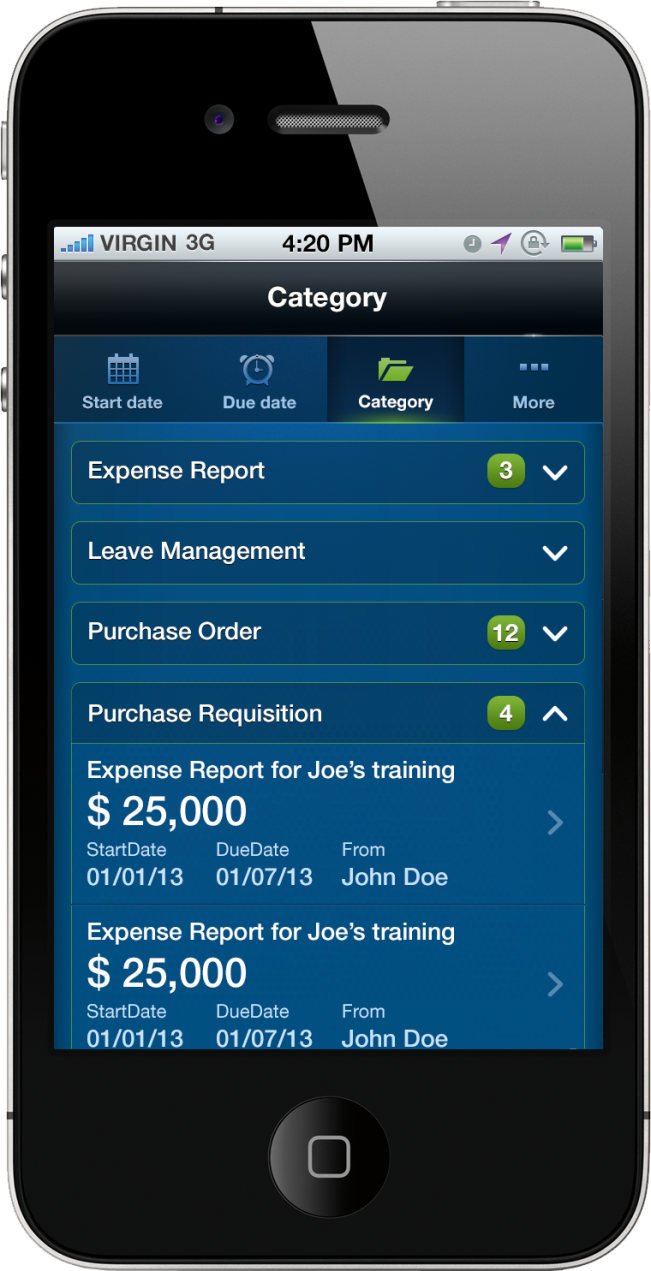 VIRGIN 3G 4:20 PM
Category
Start date Due date Category More
Expense Report 3
Leave Management
Purchase Order 12
Purchase Requisition 4
Expense Report for Joe’s training
$ 25,000
StartDate DueDate From
01/01/13 01/07/13 John Doe
Expense Report for Joe’s training
$ 25,000
StartDate DueDate From
01/01/13 01/07/13 John Doe